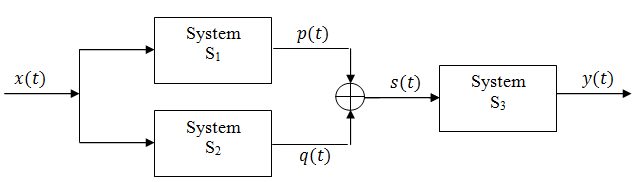 x(t)
System
S₁
p(t)
System
S₂
q(t)
s(t)
System
S₃
y(t)